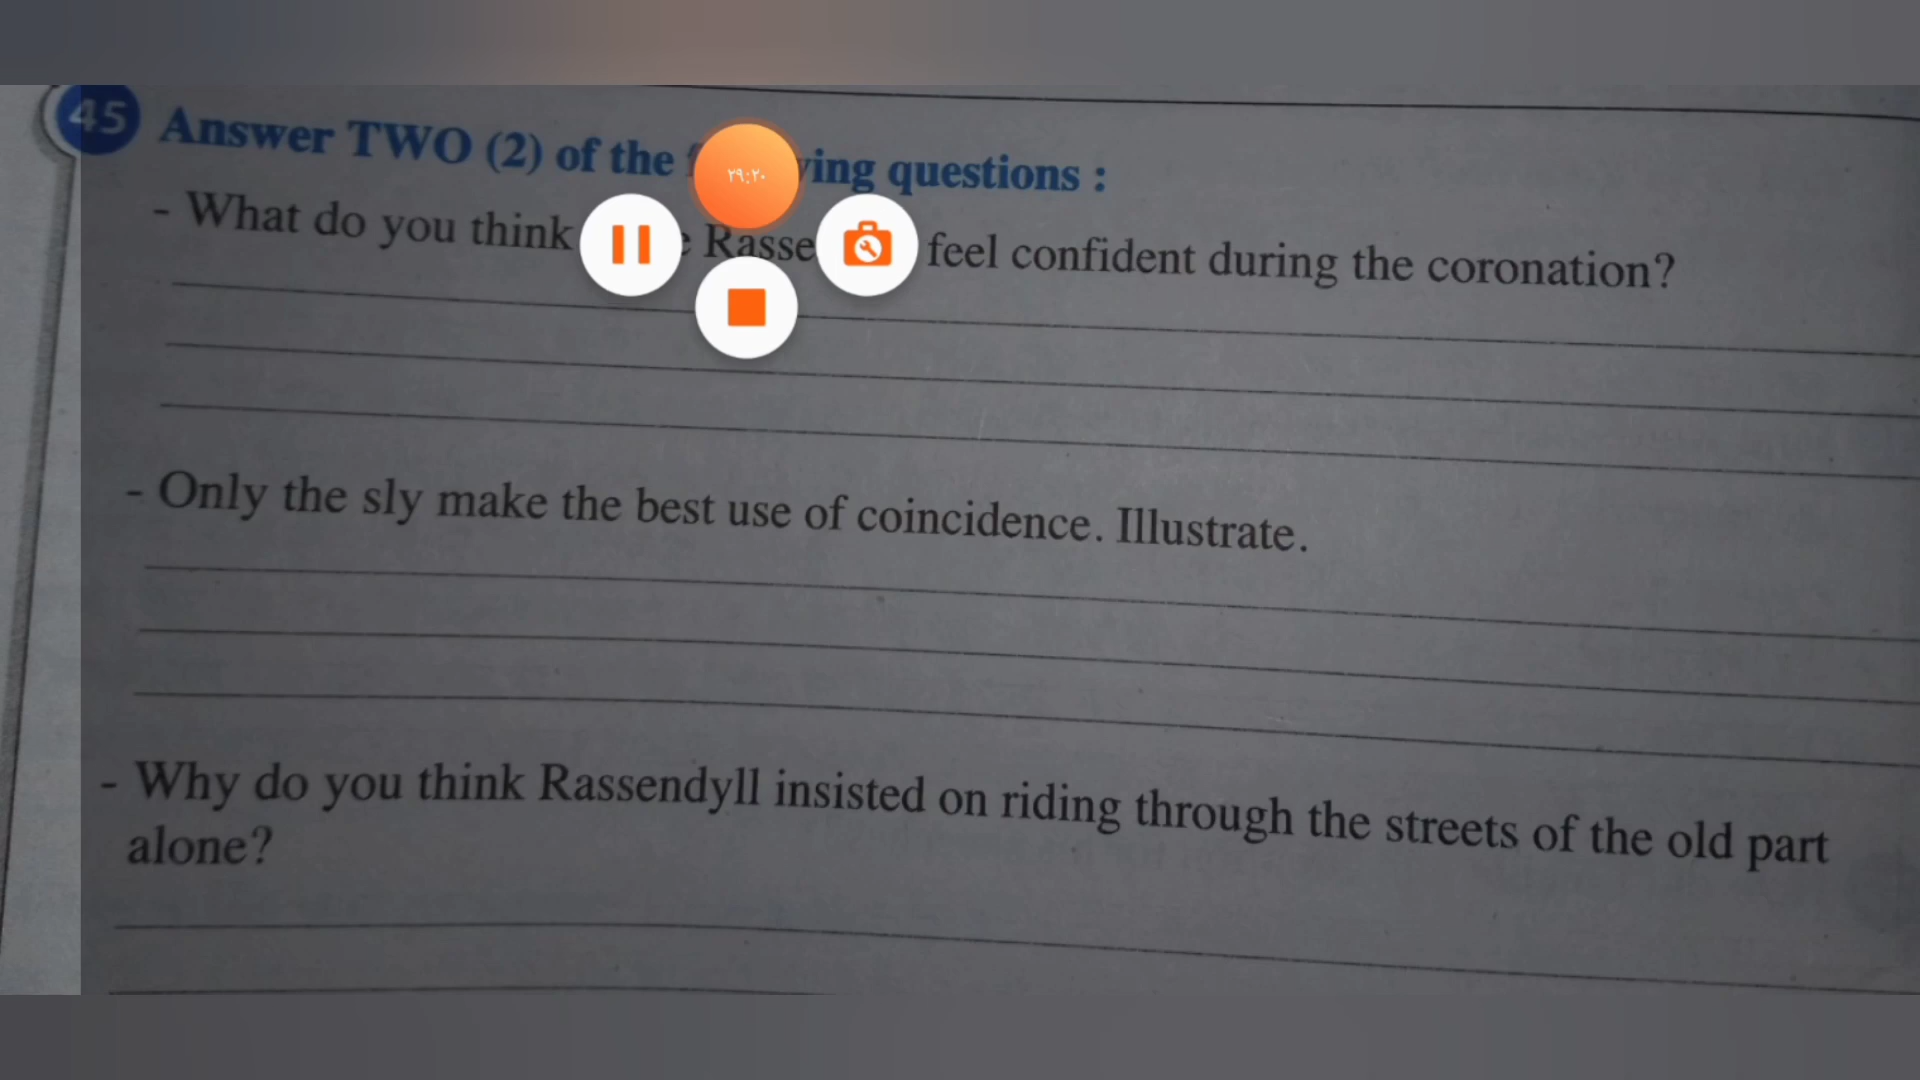 45 Answer TWO (2) of the ing questions :
٢٩:٢٠
- What do you think Rasse feel confident during the coronation?
- Only the sly make the best use of coincidence. Illustrate.
- Why do you think Rassendyll insisted on riding through the streets of the old part
alone?